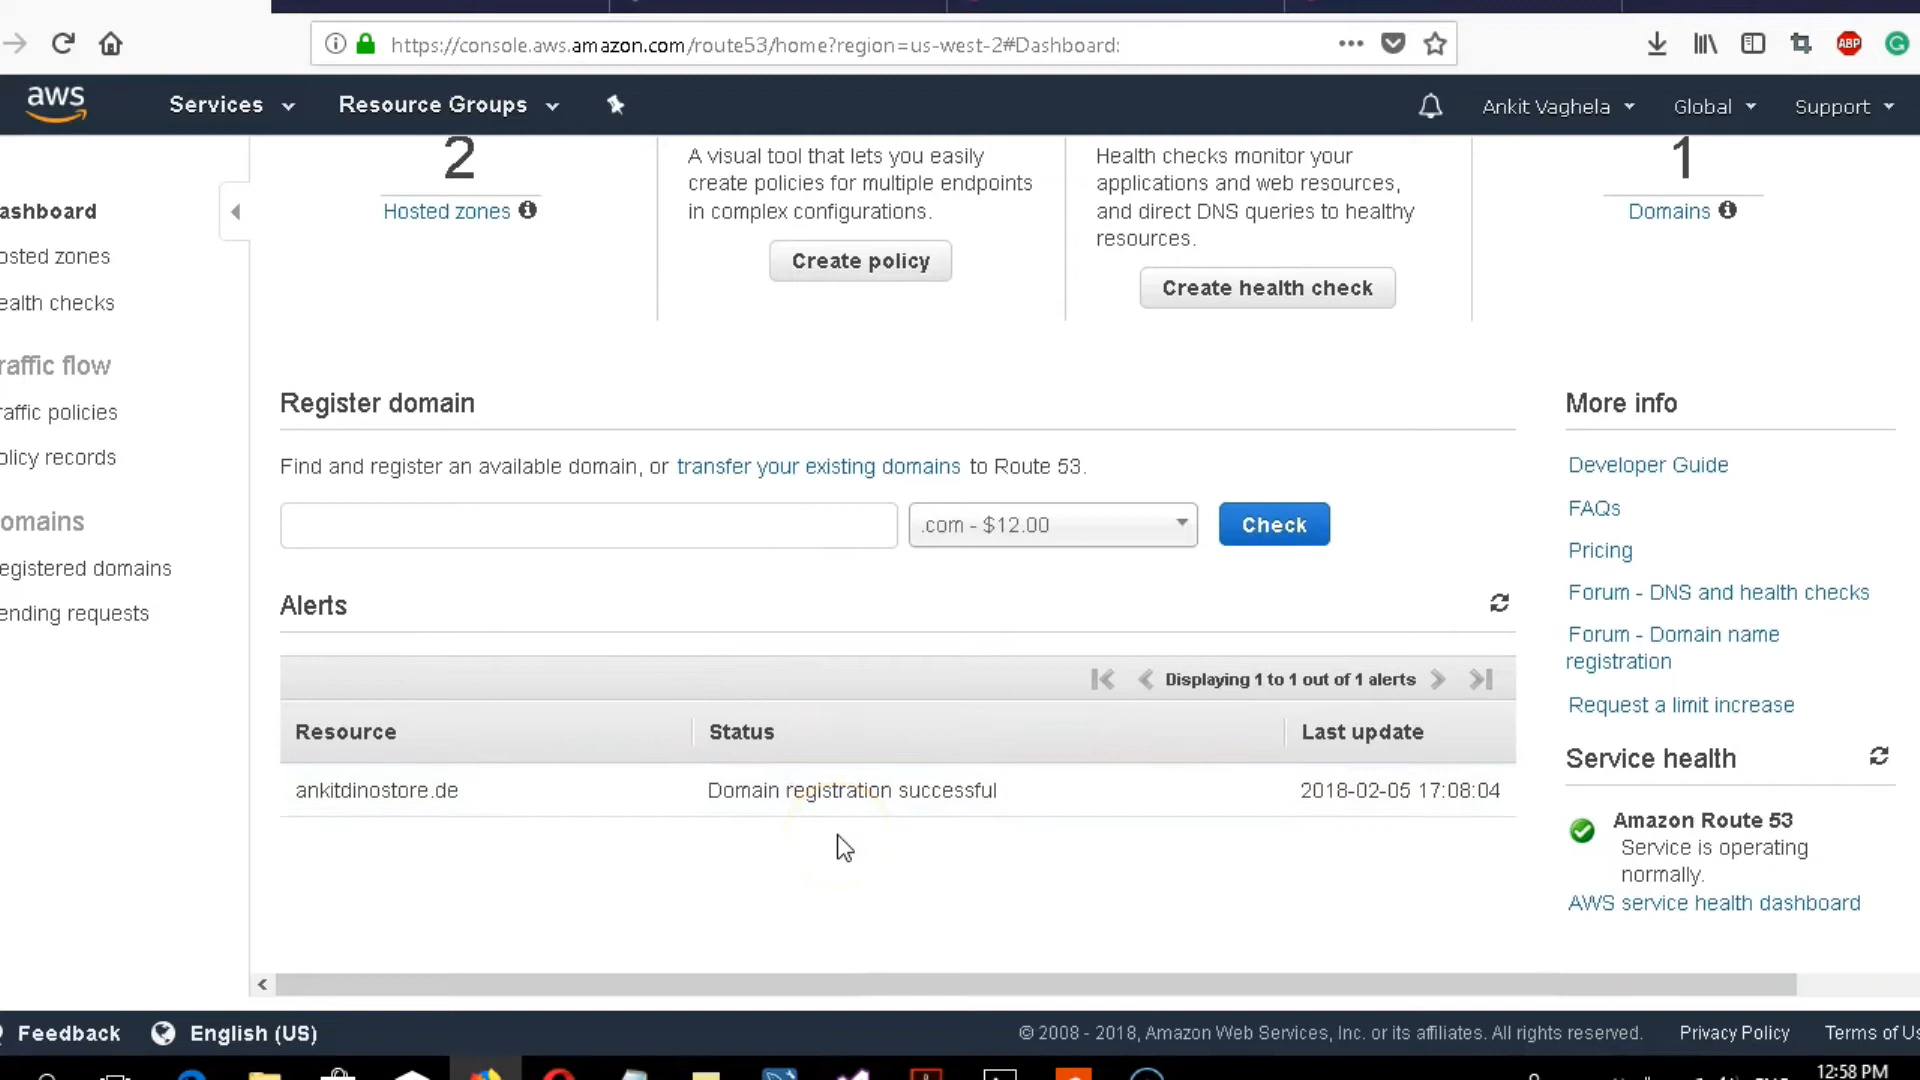 https://console.aws.amazon.com/route53/home?region=us-west-2#Dashboard:
ABP
aws
Services
Resource Groups
Ankit Vaghela
Global
Support
ashboard
osted zones
ealth checks
raffic flow
raffic policies
olicy records
omains
egistered domains
ending requests
2
Hosted zones
A visual tool that lets you easily
create policies for multiple endpoints
in complex configurations.
Create policy
Health checks monitor your
applications and web resources,
and direct DNS queries to healthy
resources.
Create health check
1
Domains
Register domain
Find and register an available domain, or transfer your existing domains to Route 53.
.com - $12.00
Check
Alerts
Displaying 1 to 1 out of 1 alerts
Resource Status Last update
ankitdinostore.de Domain registration successful 2018-02-05 17:08:04
More info
Developer Guide
FAQs
Pricing
Forum - DNS and health checks
Forum - Domain name
registration
Request a limit increase
Service health
Amazon Route 53
Service is operating
normally.
AWS service health dashboard
Feedback
English (US)
© 2008 - 2018, Amazon Web Services, Inc. or its affiliates. All rights reserved.
Privacy Policy
Terms of Us
12:58 PM